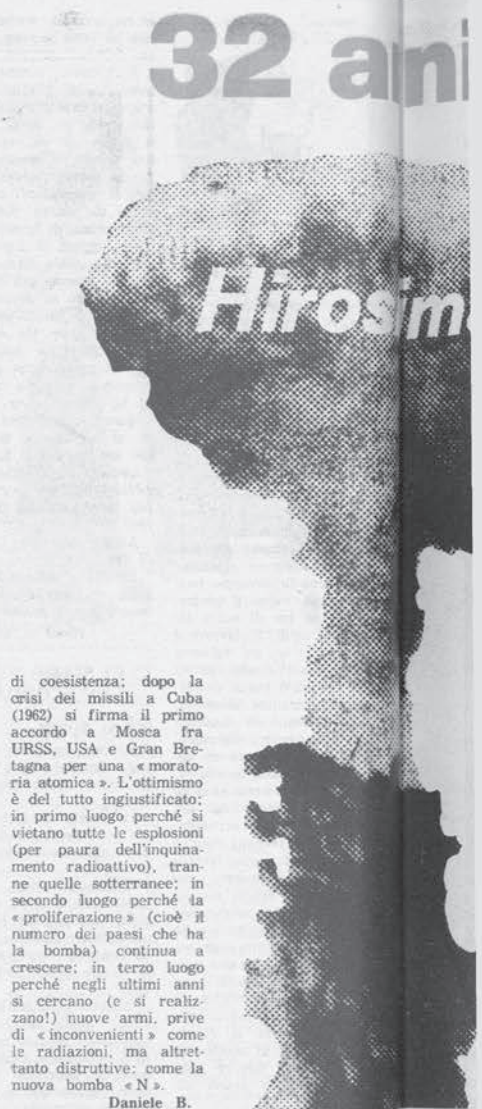 32 ani
Hirosima
di coesistenza; dopo la
crisi dei missili a Cuba
(1962) si firma il primo
accordo a Mosca fra
URSS, USA e Gran Bre-
tagna per una « morato-
ria atomica ». L'ottimismo
è del tutto ingiustificato:
in primo luogo perché si
vietano tutte le esplosioni
(per paura dell'inquina-
mento radioattivo), tran-
ne quelle sotterranee; in
secondo luogo perché la
« proliferazione » (cioè il
numero dei paesi che ha
la bomba) continua a
crescere; in terzo luogo
perché negli ultimi anni
si cercano (e si realiz-
zano!) nuove armi, prive
di « inconvenienti » come
le radiazioni, ma altret-
tanto distruttive: come la
nuova bomba « N ».
Daniele B.